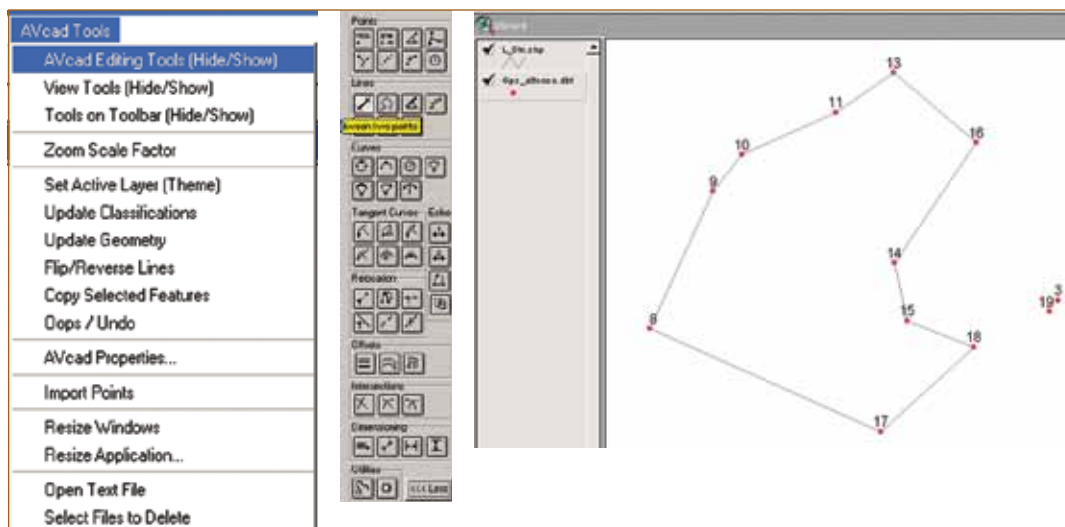 AVcad Tools
AVcad Editing Tools (Hide/Show)
View Tools (Hide/Show)
Tools on Toolbar (Hide/Show)
Zoom Scale Factor
Set Active Layer (Theme)
Update Classifications
Update Geometry
Flip/Reverse Lines
Copy Selected Features
Oops / Undo
AVcad Properties...
Import Points
Resize Windows
Resize Application...
Open Text File
Select Files to Delete
Points
Lines
two points
Curves
Tangent Curves
Offsets
Intersections
Dimensioning
Utilities
<<< Less
13
11
16
10
9
14
3
19
15
8
18
17